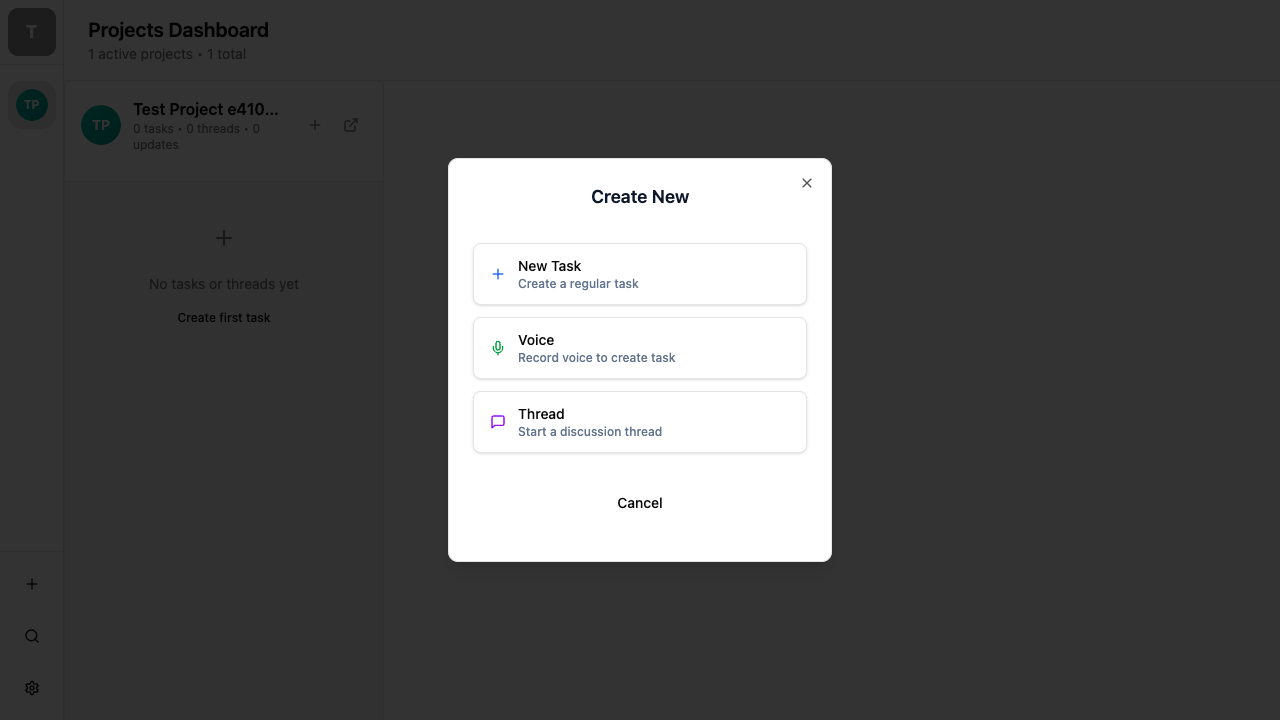 T
Projects Dashboard
1 active projects • 1 total
TP
TP
Test Project e410...
0 tasks • 0 threads • 0
updates
No tasks or threads yet
Create first task
Create New
New Task
Create a regular task
Voice
Record voice to create task
Thread
Start a discussion thread
Cancel